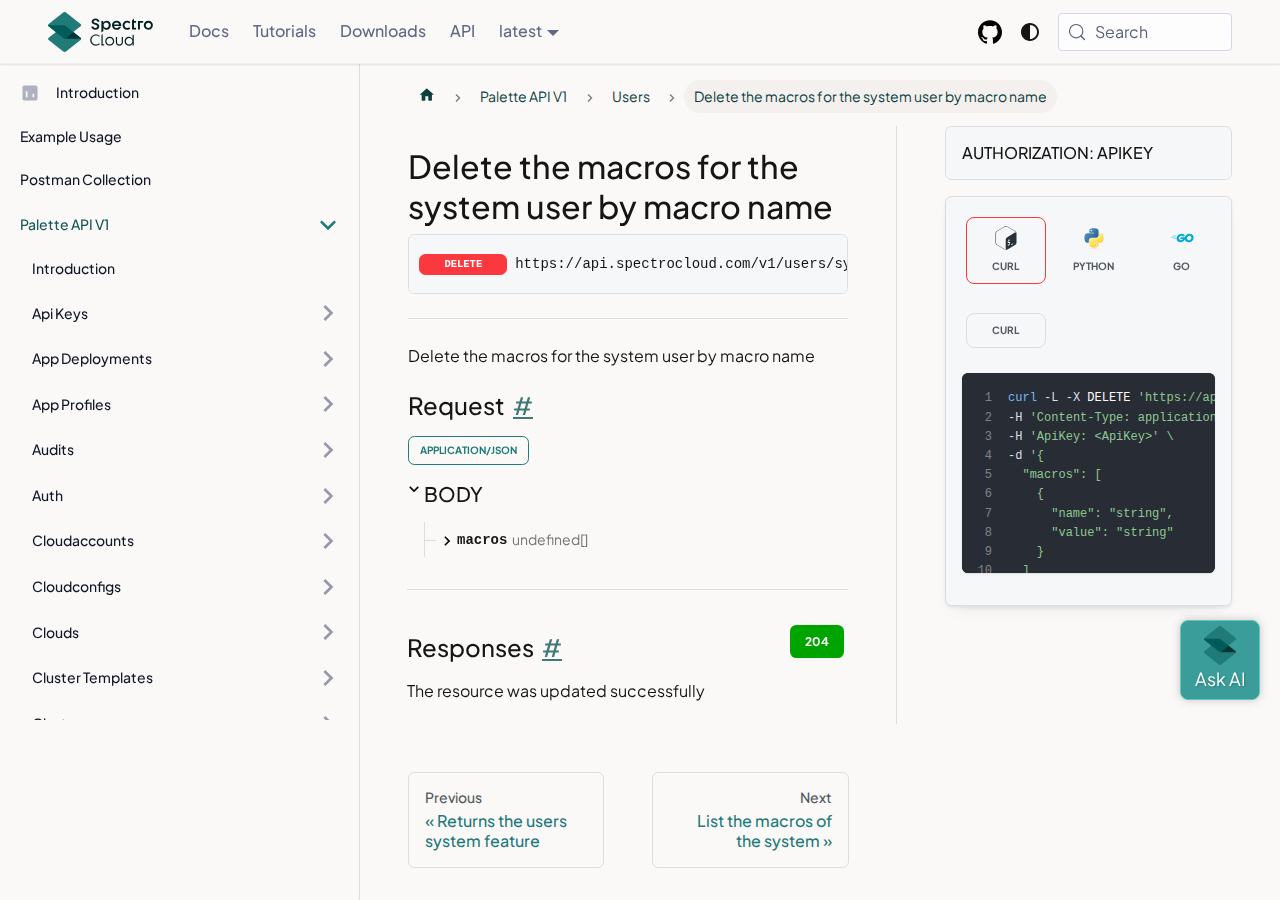 Spectro Cloud
Docs
Tutorials
Downloads
API
latest
Search
Introduction
Example Usage
Postman Collection
Palette API V1
Introduction
Api Keys
App Deployments
App Profiles
Audits
Auth
Cloudaccounts
Cloudconfigs
Clouds
Cluster Templates
Palette API V1
Users
Delete the macros for the system user by macro name
Delete the macros for the
system user by macro name
DELETE https://api.spectrocloud.com/v1/users/sy
Delete the macros for the system user by macro name
Request #
APPLICATION/JSON
BODY
macros undefined[]
Responses #
204
The resource was updated successfully
Previous
« Returns the users
system feature
Next
List the macros of
the system »
AUTHORIZATION: APIKEY
CURL
PYTHON
GO
CURL
1 curl -L -X DELETE 'https://ap
2 -H 'Content-Type: application
3 -H 'ApiKey: <ApiKey>' \
4 -d '{
5 "macros": [
6 {
7 "name": "string",
8 "value": "string"
9 }
10 ]
Ask AI